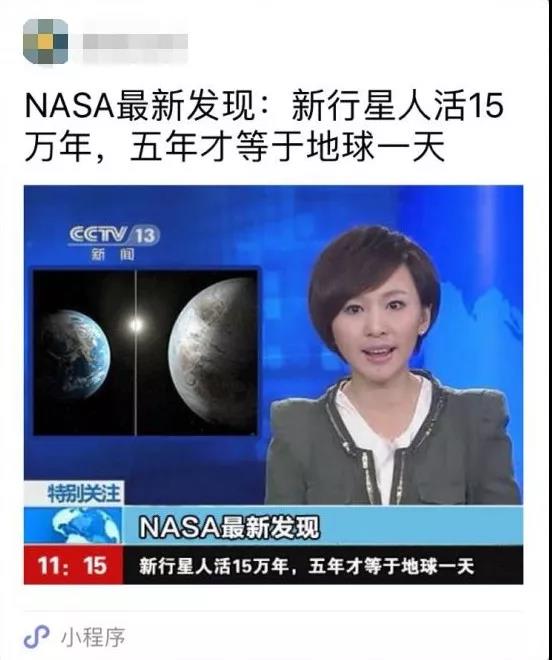 NASA最新发现：新行星人活15
万年，五年才等于地球一天
CCTV 13
新闻
特别关注
NASA最新发现
11：15
新行星人活15万年，五年才等于地球一天
小程序